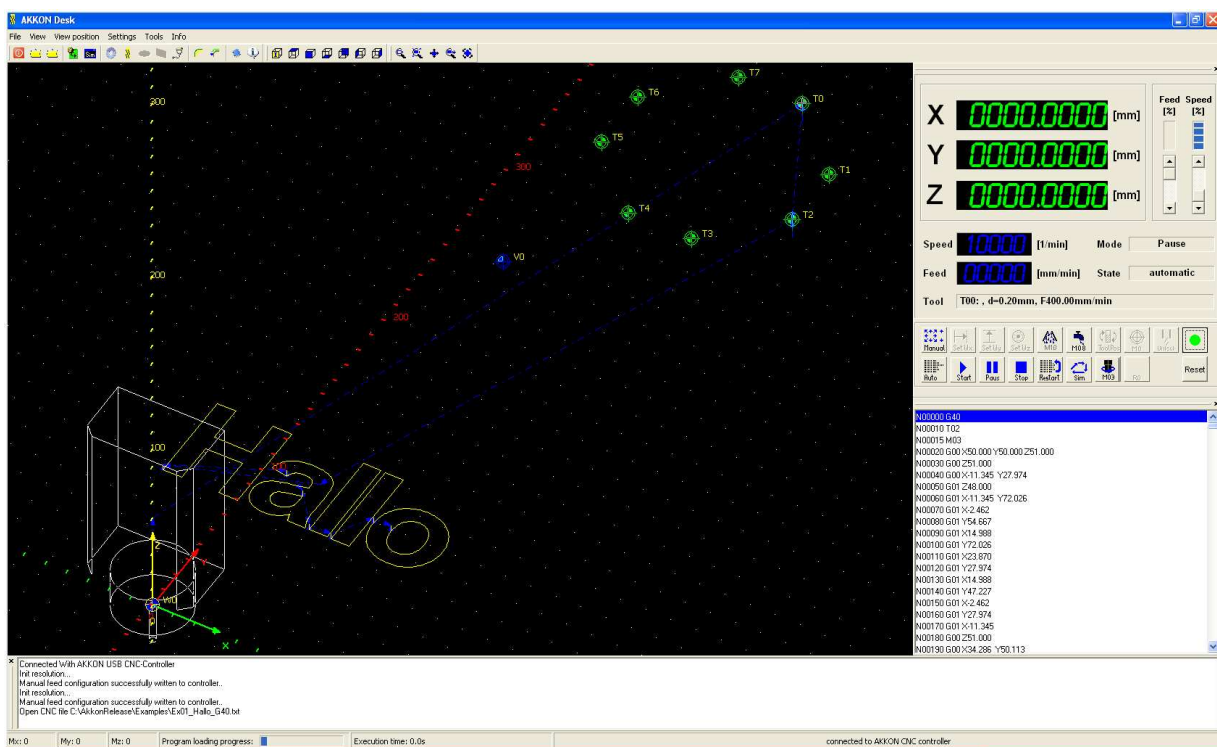 AKKON Desk
File View View position Settings Tools Info
300
200
100
0
300
200
100
T7
T6
T0
T5
T1
T4
T2
T3
V0
Hallo
Z
W0
X
Feed [%] Speed [%]
X 0000.0000 [mm]
Y 0000.0000 [mm]
Z 0000.0000 [mm]
Speed 10000 [1/min] Mode Pause
Feed 00000 [mm/min] State automatic
Tool T00: , d=0.20mm, F400.00mm/min
Manual M10 M08
Auto Start Paus Stop Restart Sim M03 Reset
N00000 G40
N00010 T02
N00015 M03
N00020 G00 X50.000 Y50.000 Z51.000
N00030 G00 Z51.000
N00040 G00 X-11.345 Y27.974
N00050 G01 Z48.000
N00060 G01 X-11.345 Y72.026
N00070 G01 X-2.462
N00080 G01 Y54.667
N00090 G01 X14.988
N00100 G01 Y72.026
N00110 G01 X23.870
N00120 G01 Y27.974
N00130 G01 X14.988
N00140 G01 Y47.227
N00150 G01 X-2.462
N00160 G01 Y27.974
N00170 G01 X-11.345
N00180 G00 Z51.000
N00190 G00 X34.286 Y50.113
Connected With AKKON USB CNC-Controller
Init resolution...
Manual feed configuration successfully written to controller..
Init resolution...
Manual feed configuration successfully written to controller..
Open CNC file C:\AkkonRelease\Examples\Ex01_Hallo_G40.txt
Mx: 0 My: 0 Mz: 0 Program loading progress: Execution time: 0.0s connected to AKKON CNC controller